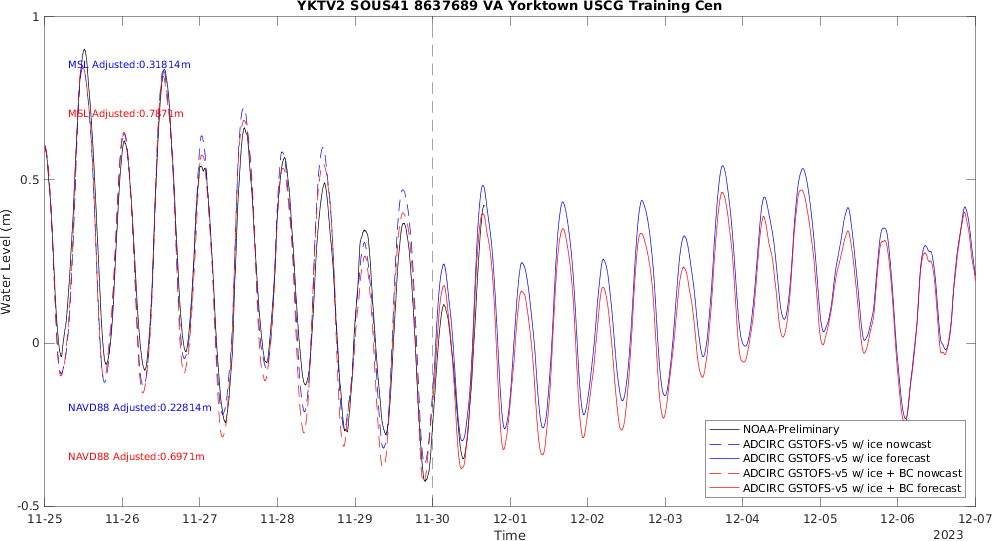 YKTV2 SOUS41 8637689 VA Yorktown USCG Training Cen
1
0.5
0
-0.5
Water Level (m)
MSL Adjusted:0.31814m
MSL Adjusted:0.7871m
NAVD88 Adjusted:0.22814m
NAVD88 Adjusted:0.6971m
NOAA-Preliminary
ADCIRC GSTOFS-v5 w/ ice nowcast
ADCIRC GSTOFS-v5 w/ ice forecast
ADCIRC GSTOFS-v5 w/ ice + BC nowcast
ADCIRC GSTOFS-v5 w/ ice + BC forecast
11-25 11-26 11-27 11-28 11-29 11-30 12-01 12-02 12-03 12-04 12-05 12-06 12-07
Time
2023